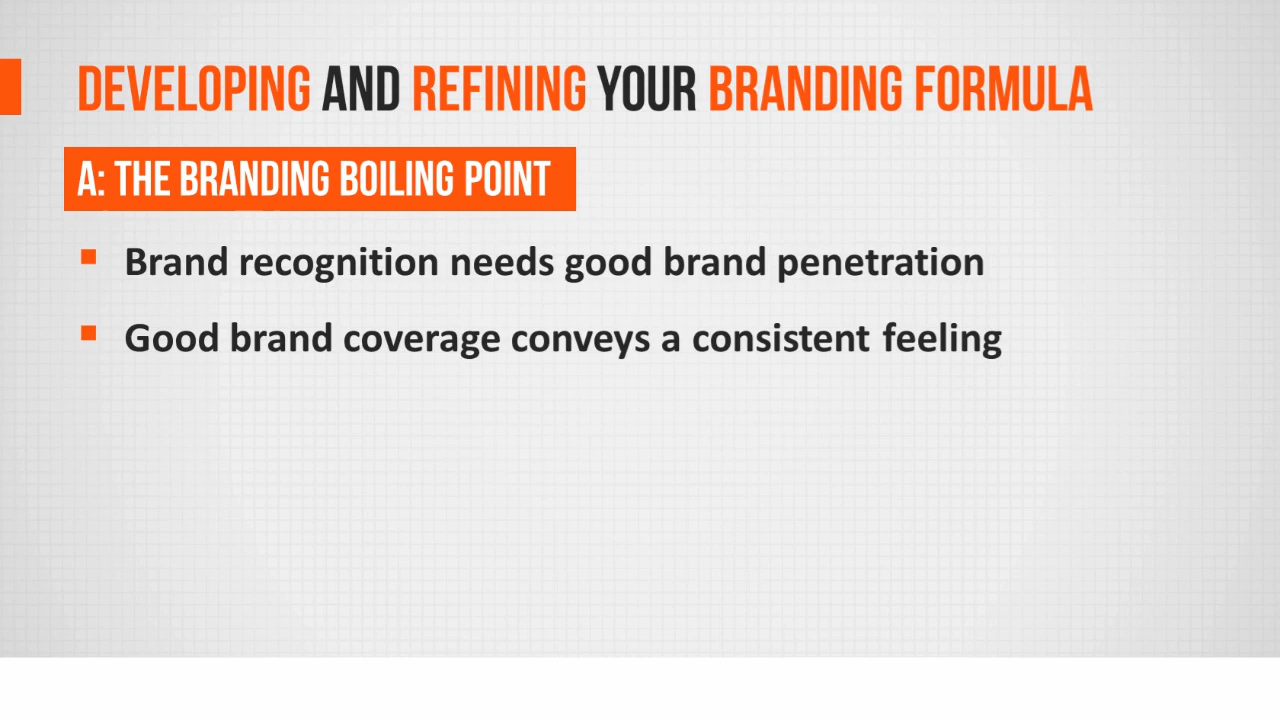 DEVELOPING AND REFINING YOUR BRANDING FORMULA
A: THE BRANDING BOILING POINT
Brand recognition needs good brand penetration
Good brand coverage conveys a consistent feeling